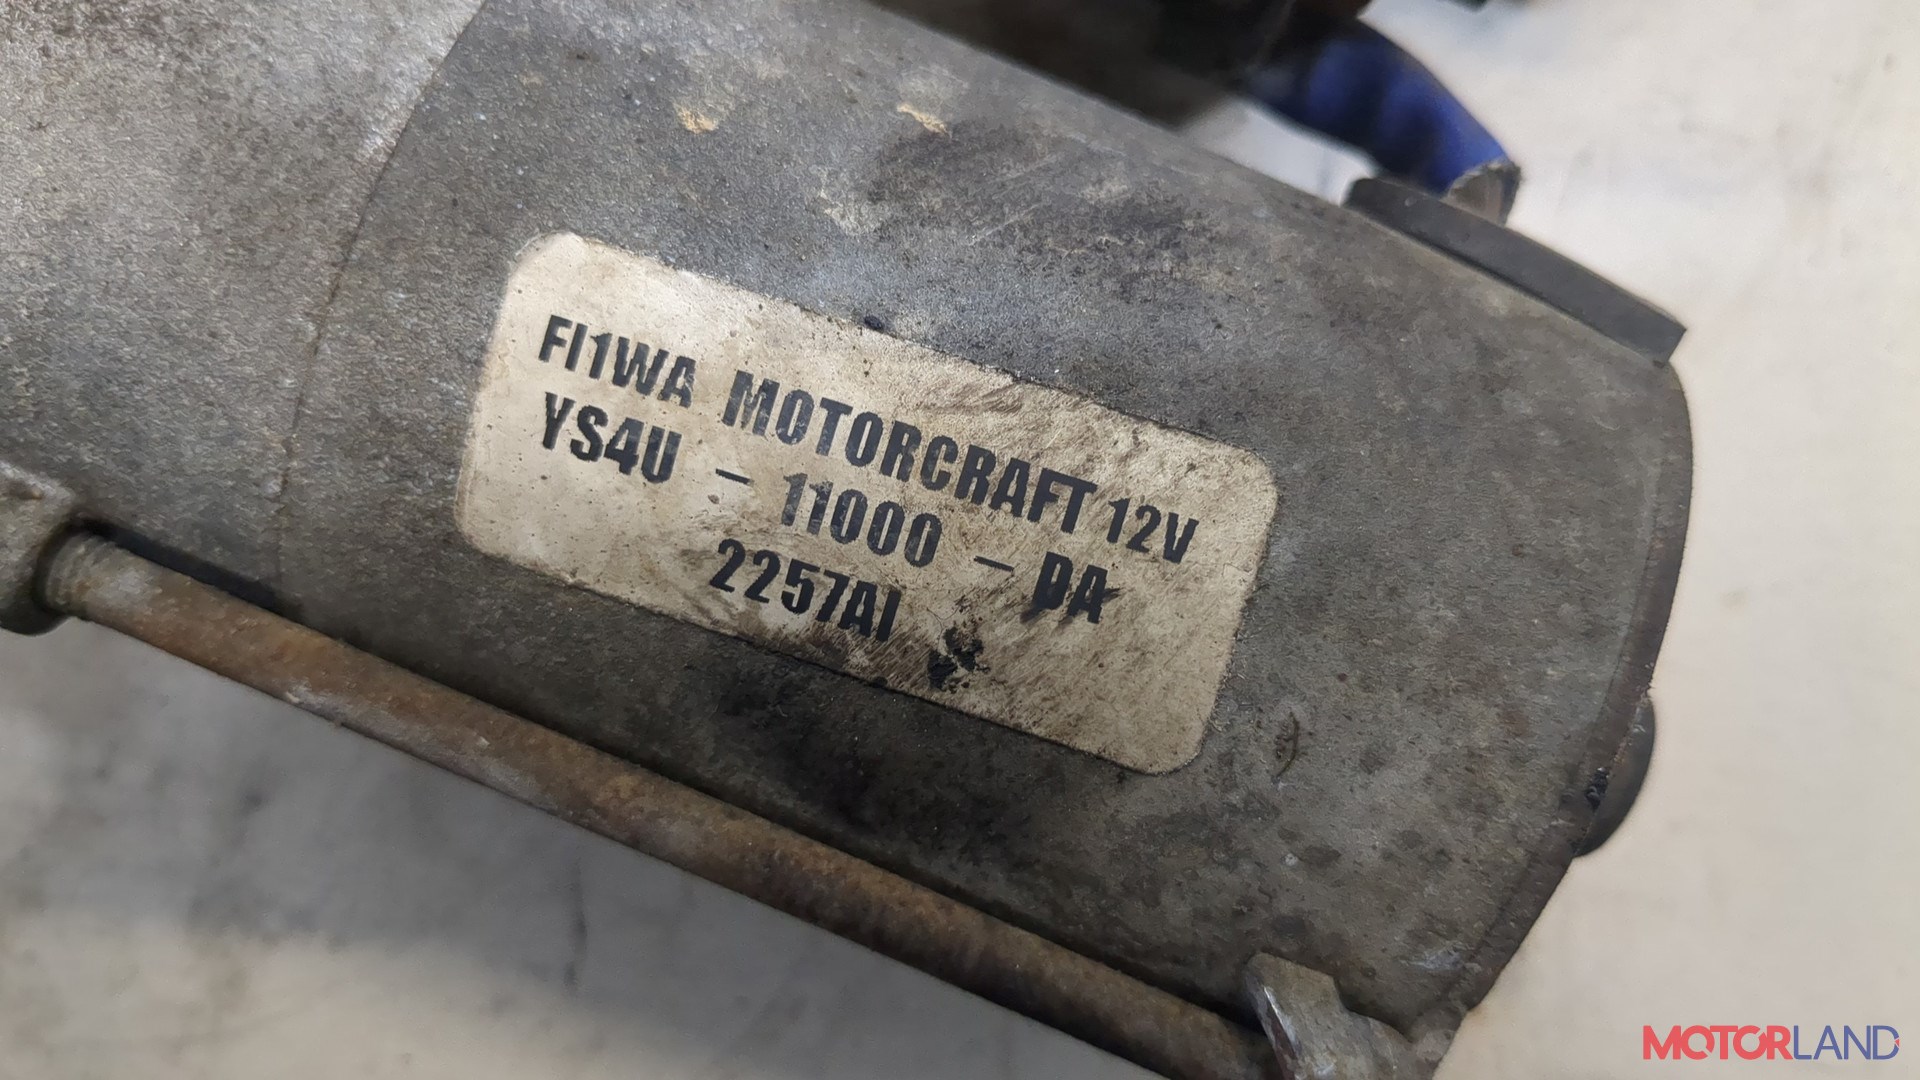 FI1WA MOTORCRAFT 12V
YS4U - 11000 - DA
2257AI
MOTORLAND